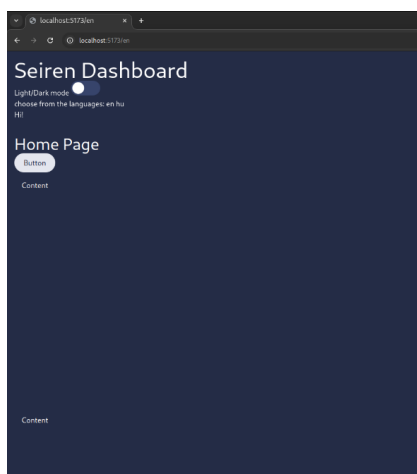 localhost:5173/en
localhost:5173/en
Seiren Dashboard
Light/Dark mode
choose from the languages: en hu
Hi!
Home Page
Button
Content
Content